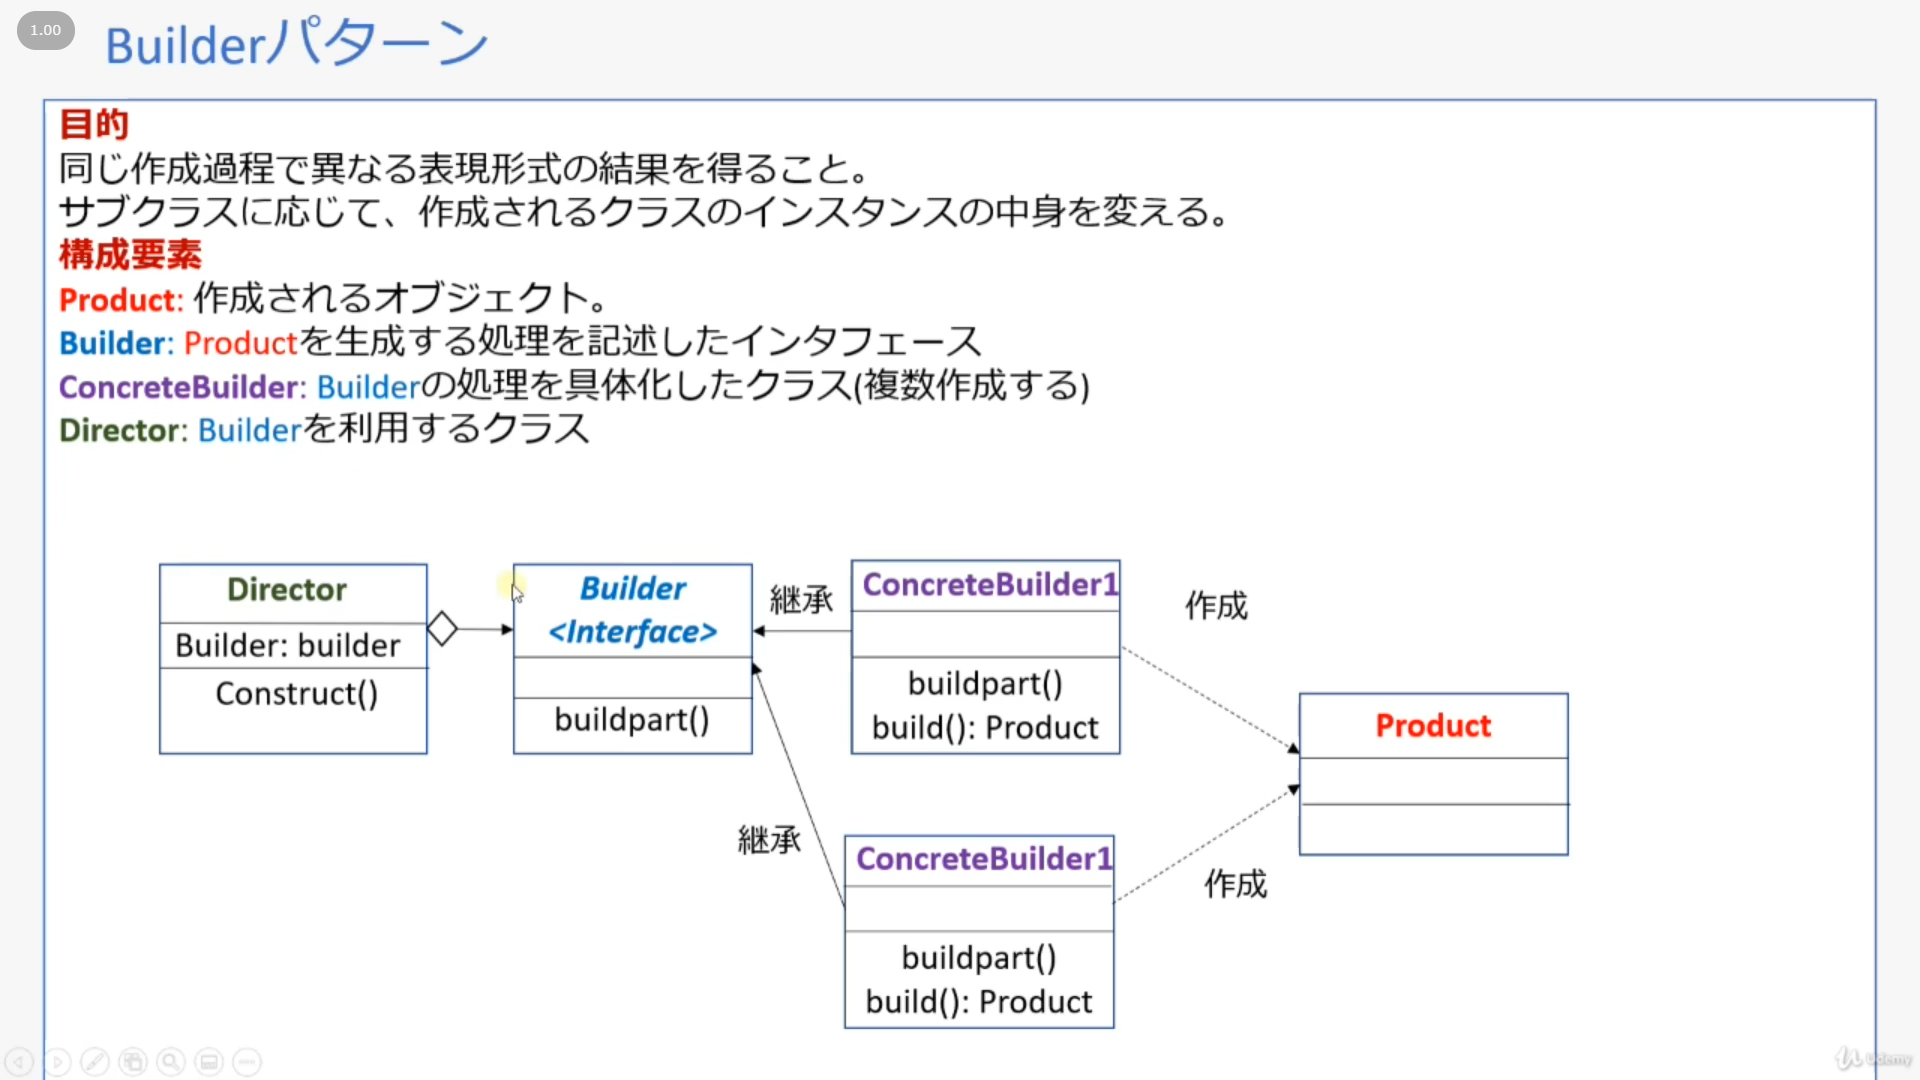 1.00
Builderパターン
目的
同じ作成過程で異なる表現形式の結果を得ること。
サブクラスに応じて、作成されるクラスのインスタンスの中身を変える。
構成要素
Product: 作成されるオブジェクト。
Builder: Productを生成する処理を記述したインタフェース
ConcreteBuilder: Builderの処理を具体化したクラス(複数作成する)
Director: Builderを利用するクラス
Director
Builder: builder
Construct()
Builder
<Interface>
buildpart()
継承
ConcreteBuilder1
buildpart()
build(): Product
作成
Product
継承
ConcreteBuilder1
buildpart()
build(): Product
作成
Udemy